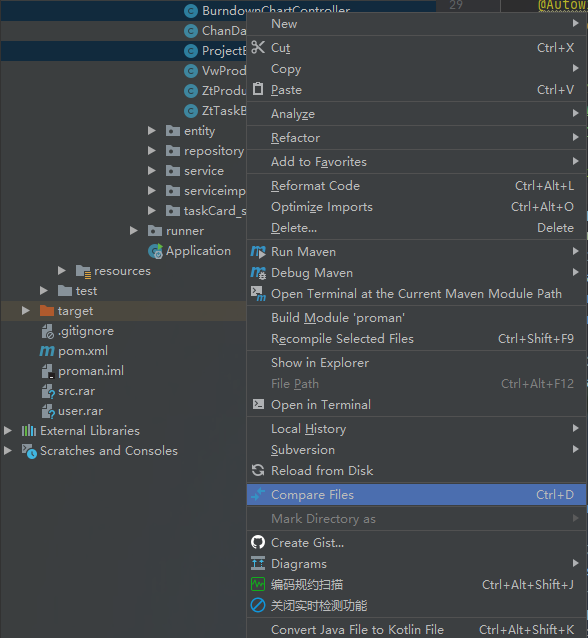 BurndownChartController
29
@Autow
ChanDa
ProjectB
VwProd
ZtProdu
ZtTaskB
entity
repository
service
serviceimp
taskCard_s
runner
Application
resources
test
target
.gitignore
pom.xml
proman.iml
src.rar
user.rar
External Libraries
Scratches and Consoles
New
Cut Ctrl+X
Copy
Paste Ctrl+V
Analyze
Refactor
Add to Favorites
Reformat Code Ctrl+Alt+L
Optimize Imports Ctrl+Alt+O
Delete... Delete
Run Maven
Debug Maven
Open Terminal at the Current Maven Module Path
Build Module 'proman'
Recompile Selected Files Ctrl+Shift+F9
Show in Explorer
File Path Ctrl+Alt+F12
Open in Terminal
Local History
Subversion
Reload from Disk
Compare Files Ctrl+D
Mark Directory as
Create Gist...
Diagrams
编码规约扫描 Ctrl+Alt+Shift+J
关闭实时检测功能
Convert Java File to Kotlin File Ctrl+Alt+Shift+K